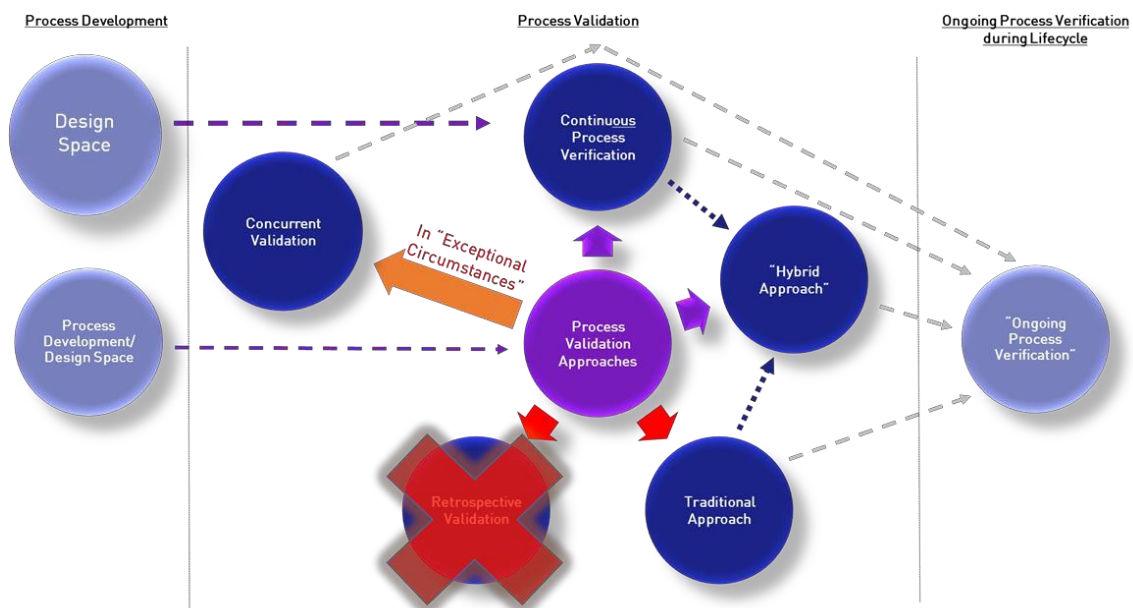 Process Development
Process Validation
Ongoing Process Verification
during Lifecycle
Design
Space
Continuous
Process
Verification
Concurrent
Validation
In “Exceptional
Circumstances”
“Hybrid
Approach”
Process
Development/
Design Space
Process
Validation
Approaches
“Ongoing
Process
Verification”
Retrospective
Validation
Traditional
Approach